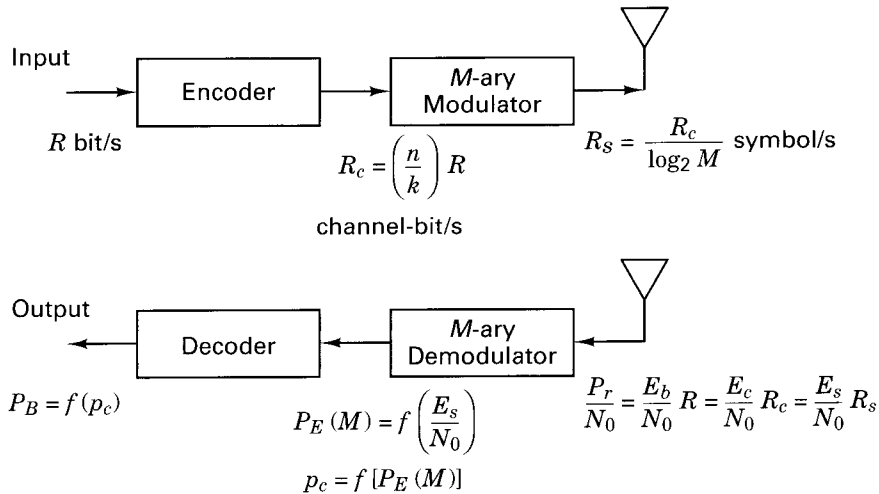 Input
Encoder
M-ary
Modulator
R bit/s
R_c = (n/k) R
channel-bit/s
R_s = R_c / log₂ M symbol/s
Output
Decoder
M-ary
Demodulator
P_B = f(p_c)
P_E (M) = f(E_s/N_0)
p_c = f [P_E (M)]
P_r/N_0 = E_b/N_0 R = E_c/N_0 R_c = E_s/N_0 R_s